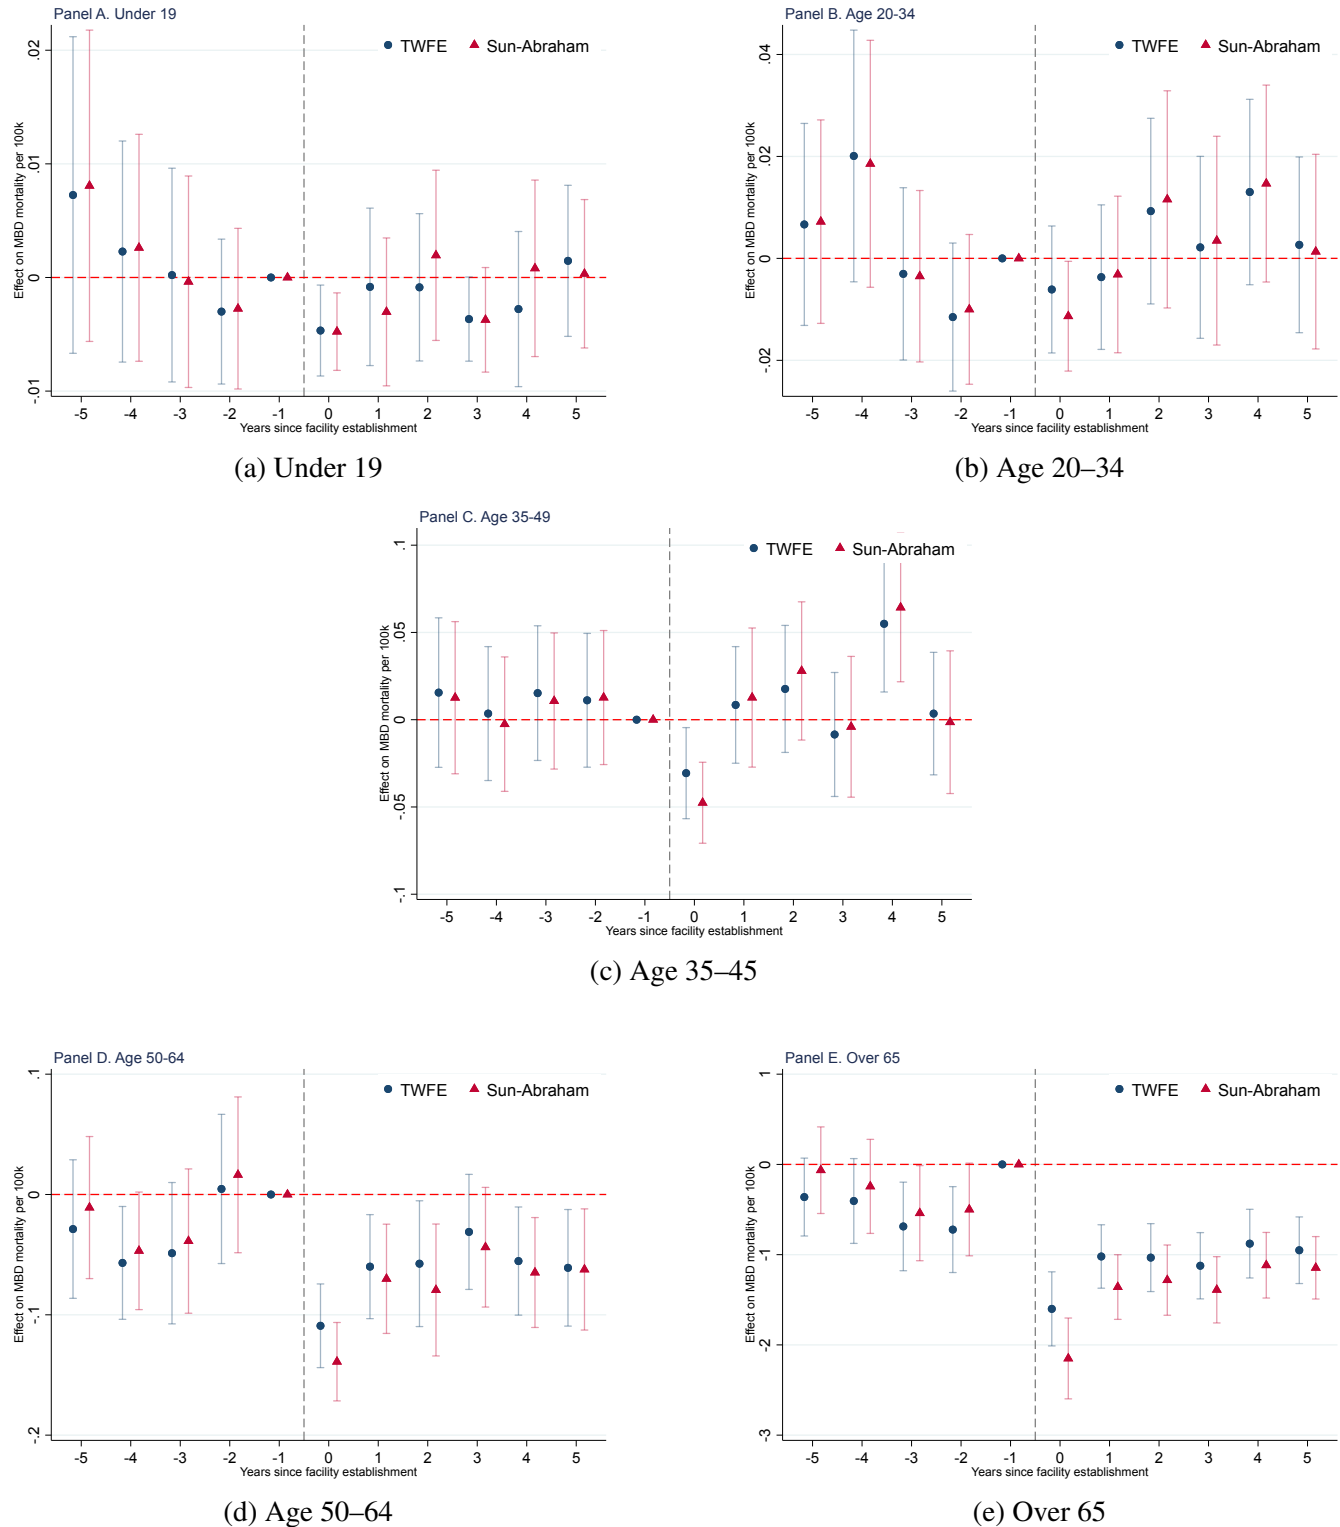 Panel A. Under 19
TWFE Sun-Abraham
Effect on MBD mortality per 100k
.02
.01
0
-.01
-5 -4 -3 -2 -1 0 1 2 3 4 5
Years since facility establishment
(a) Under 19
Panel B. Age 20-34
TWFE Sun-Abraham
Effect on MBD mortality per 100k
.04
.02
0
-.02
-5 -4 -3 -2 -1 0 1 2 3 4 5
Years since facility establishment
(b) Age 20–34
Panel C. Age 35-49
TWFE Sun-Abraham
Effect on MBD mortality per 100k
.1
.05
0
-.05
-.1
-5 -4 -3 -2 -1 0 1 2 3 4 5
Years since facility establishment
(c) Age 35–45
Panel D. Age 50-64
TWFE Sun-Abraham
Effect on MBD mortality per 100k
.1
0
-.1
-.2
-5 -4 -3 -2 -1 0 1 2 3 4 5
Years since facility establishment
(d) Age 50–64
Panel E. Over 65
TWFE Sun-Abraham
Effect on MBD mortality per 100k
1
0
-1
-2
-3
-5 -4 -3 -2 -1 0 1 2 3 4 5
Years since facility establishment
(e) Over 65